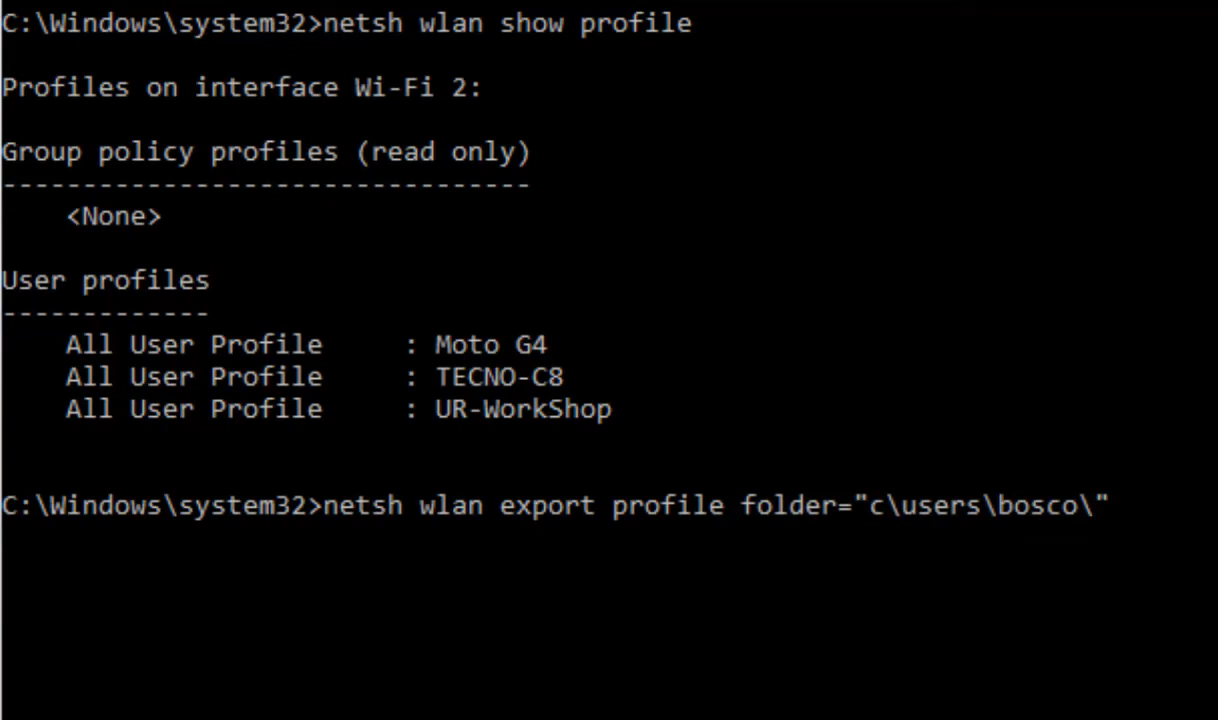 C:\Windows\system32>netsh wlan show profile
Profiles on interface Wi-Fi 2:
Group policy profiles (read only)
---------------------------------
    <None>
User profiles
-------------
    All User Profile     : Moto G4
    All User Profile     : TECNO-C8
    All User Profile     : UR-WorkShop
C:\Windows\system32>netsh wlan export profile folder="c\users\bosco\"